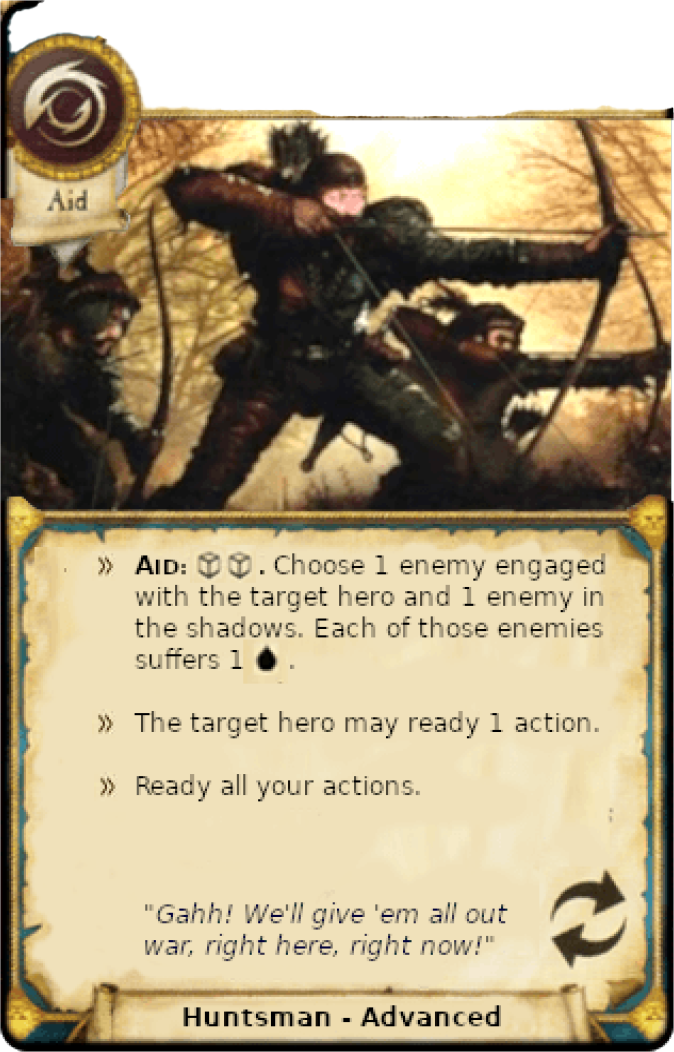 Aid
» AID: . Choose 1 enemy engaged
with the target hero and 1 enemy in
the shadows. Each of those enemies
suffers 1 .
» The target hero may ready 1 action.
» Ready all your actions.
"Gahh! We'll give 'em all out
war, right here, right now!"
Huntsman - Advanced